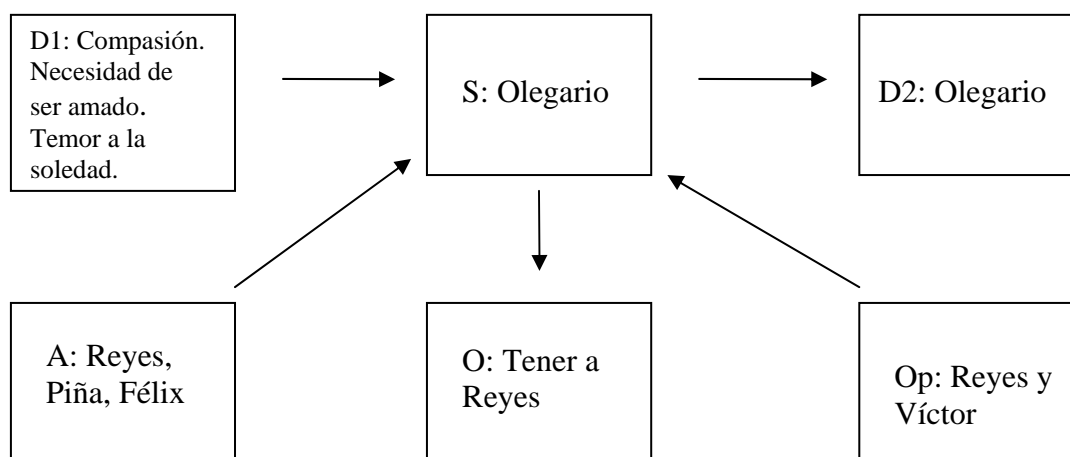 D1: Compasión.
Necesidad de
ser amado.
Temor a la
soledad.
S: Olegario
D2: Olegario
A: Reyes,
Piña, Félix
O: Tener a
Reyes
Op: Reyes y
Víctor